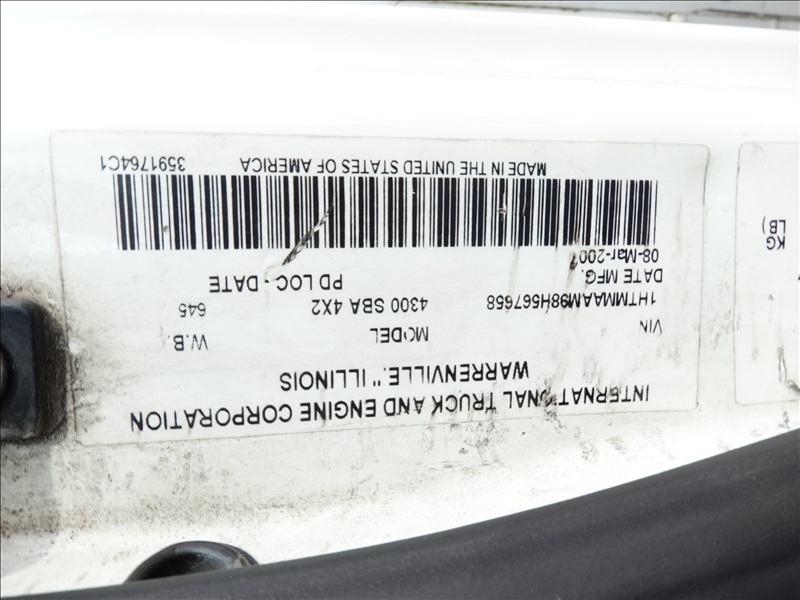 INTERNATIONAL TRUCK AND ENGINE CORPORATION
WARRENVILLE." ILLINOIS
VIN MODEL W.B.
1HTMMAAM98H567658 4300 SBA 4X2 645
DATE MFG. PD LOC - DATE
08-Mar-2007
MADE IN THE UNITED STATES OF AMERICA 3591764C1
KG
LB)